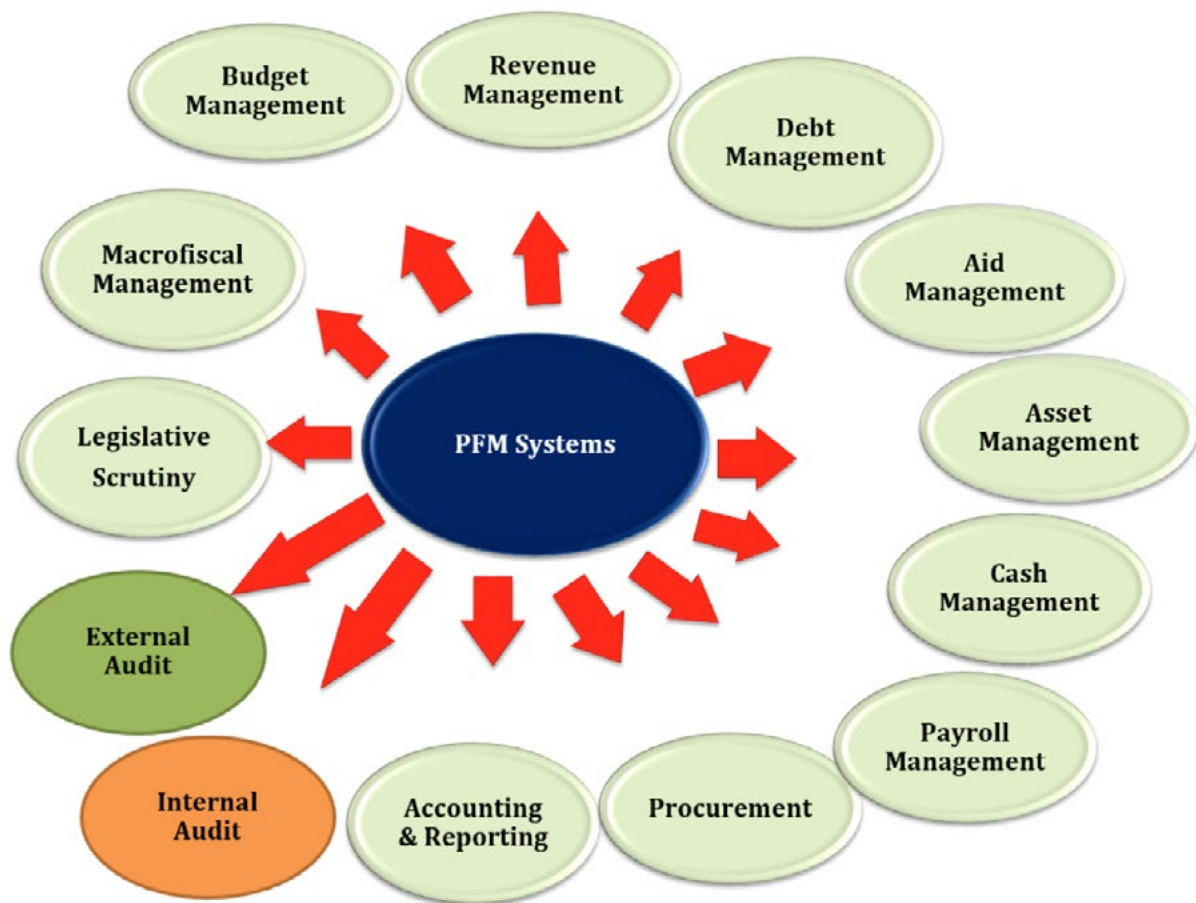 Budget
Management
Revenue
Management
Debt
Management
Macrofiscal
Management
Aid
Management
Legislative
Scrutiny
PFM Systems
Asset
Management
External
Audit
Cash
Management
Internal
Audit
Accounting
& Reporting
Procurement
Payroll
Management